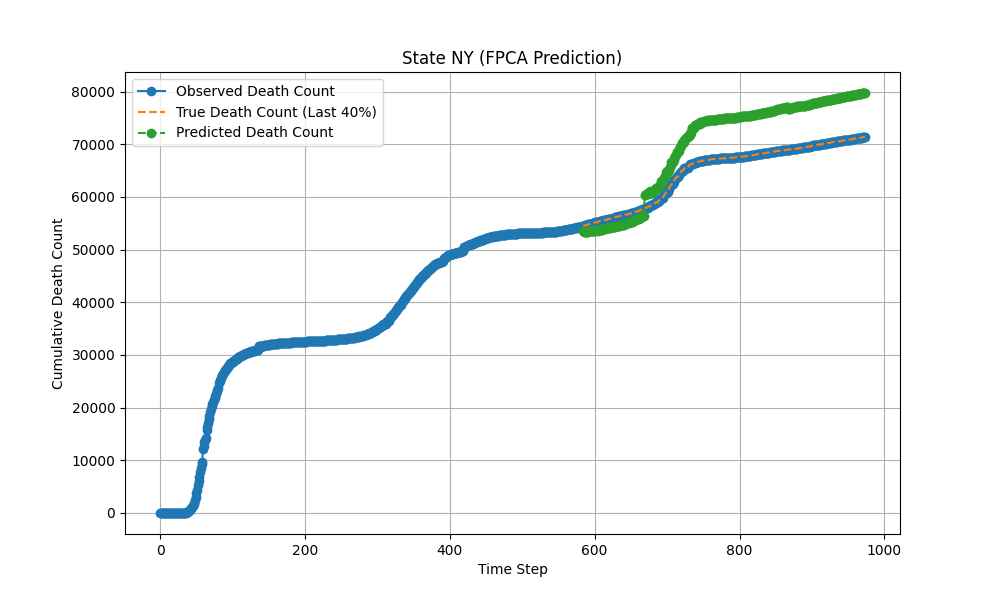 State NY (FPCA Prediction)
Observed Death Count
True Death Count (Last 40%)
Predicted Death Count
80000
70000
60000
50000
40000
30000
20000
10000
0
Cumulative Death Count
0 200 400 600 800 1000
Time Step